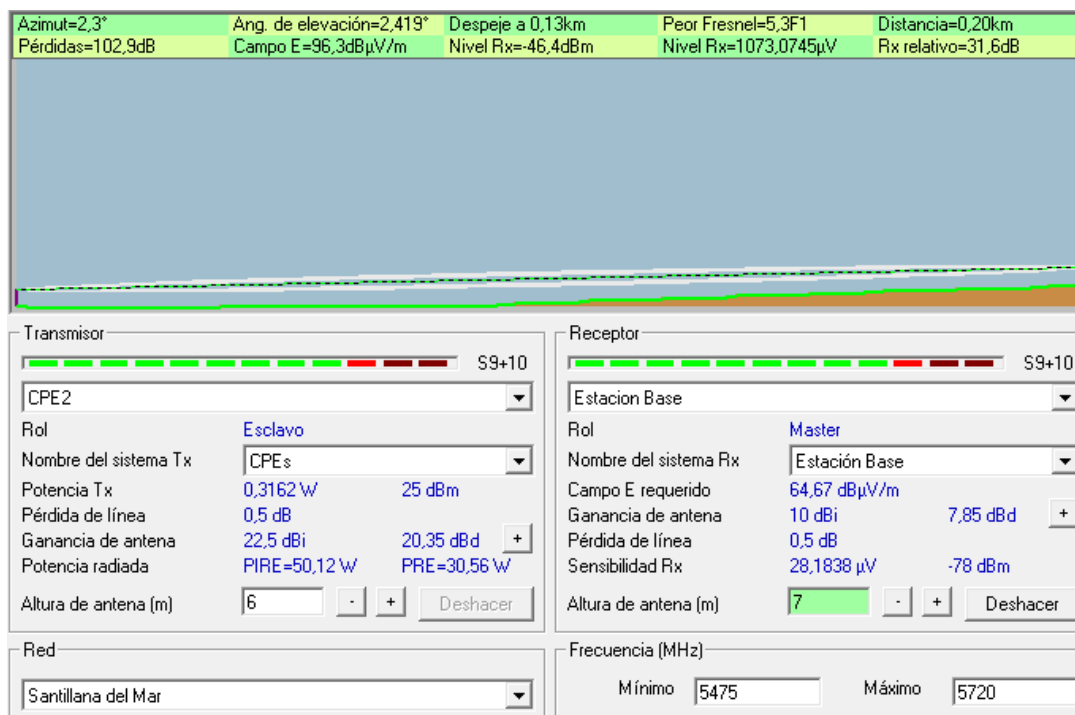 Azimut=2,3° Ang. de elevación=2,419° Despeje a 0,13km Peor Fresnel=5,3F1 Distancia=0,20km
Pérdidas=102,9dB Campo E=96,3dBµV/m Nivel Rx=-46,4dBm Nivel Rx=1073,0745µV Rx relativo=31,6dB
Transmisor
S9+10
CPE2
Rol Esclavo
Nombre del sistema Tx CPEs
Potencia Tx 0,3162 W 25 dBm
Pérdida de línea 0,5 dB
Ganancia de antena 22,5 dBi 20,35 dBd +
Potencia radiada PIRE=50,12 W PRE=30,56 W
Altura de antena (m) 6 - + Deshacer
Receptor
S9+10
Estacion Base
Rol Master
Nombre del sistema Rx Estación Base
Campo E requerido 64,67 dBµV/m
Ganancia de antena 10 dBi 7,85 dBd +
Pérdida de línea 0,5 dB
Sensibilidad Rx 28,1838 µV -78 dBm
Altura de antena (m) 7 - + Deshacer
Red
Santillana del Mar
Frecuencia (MHz)
Mínimo 5475 Máximo 5720